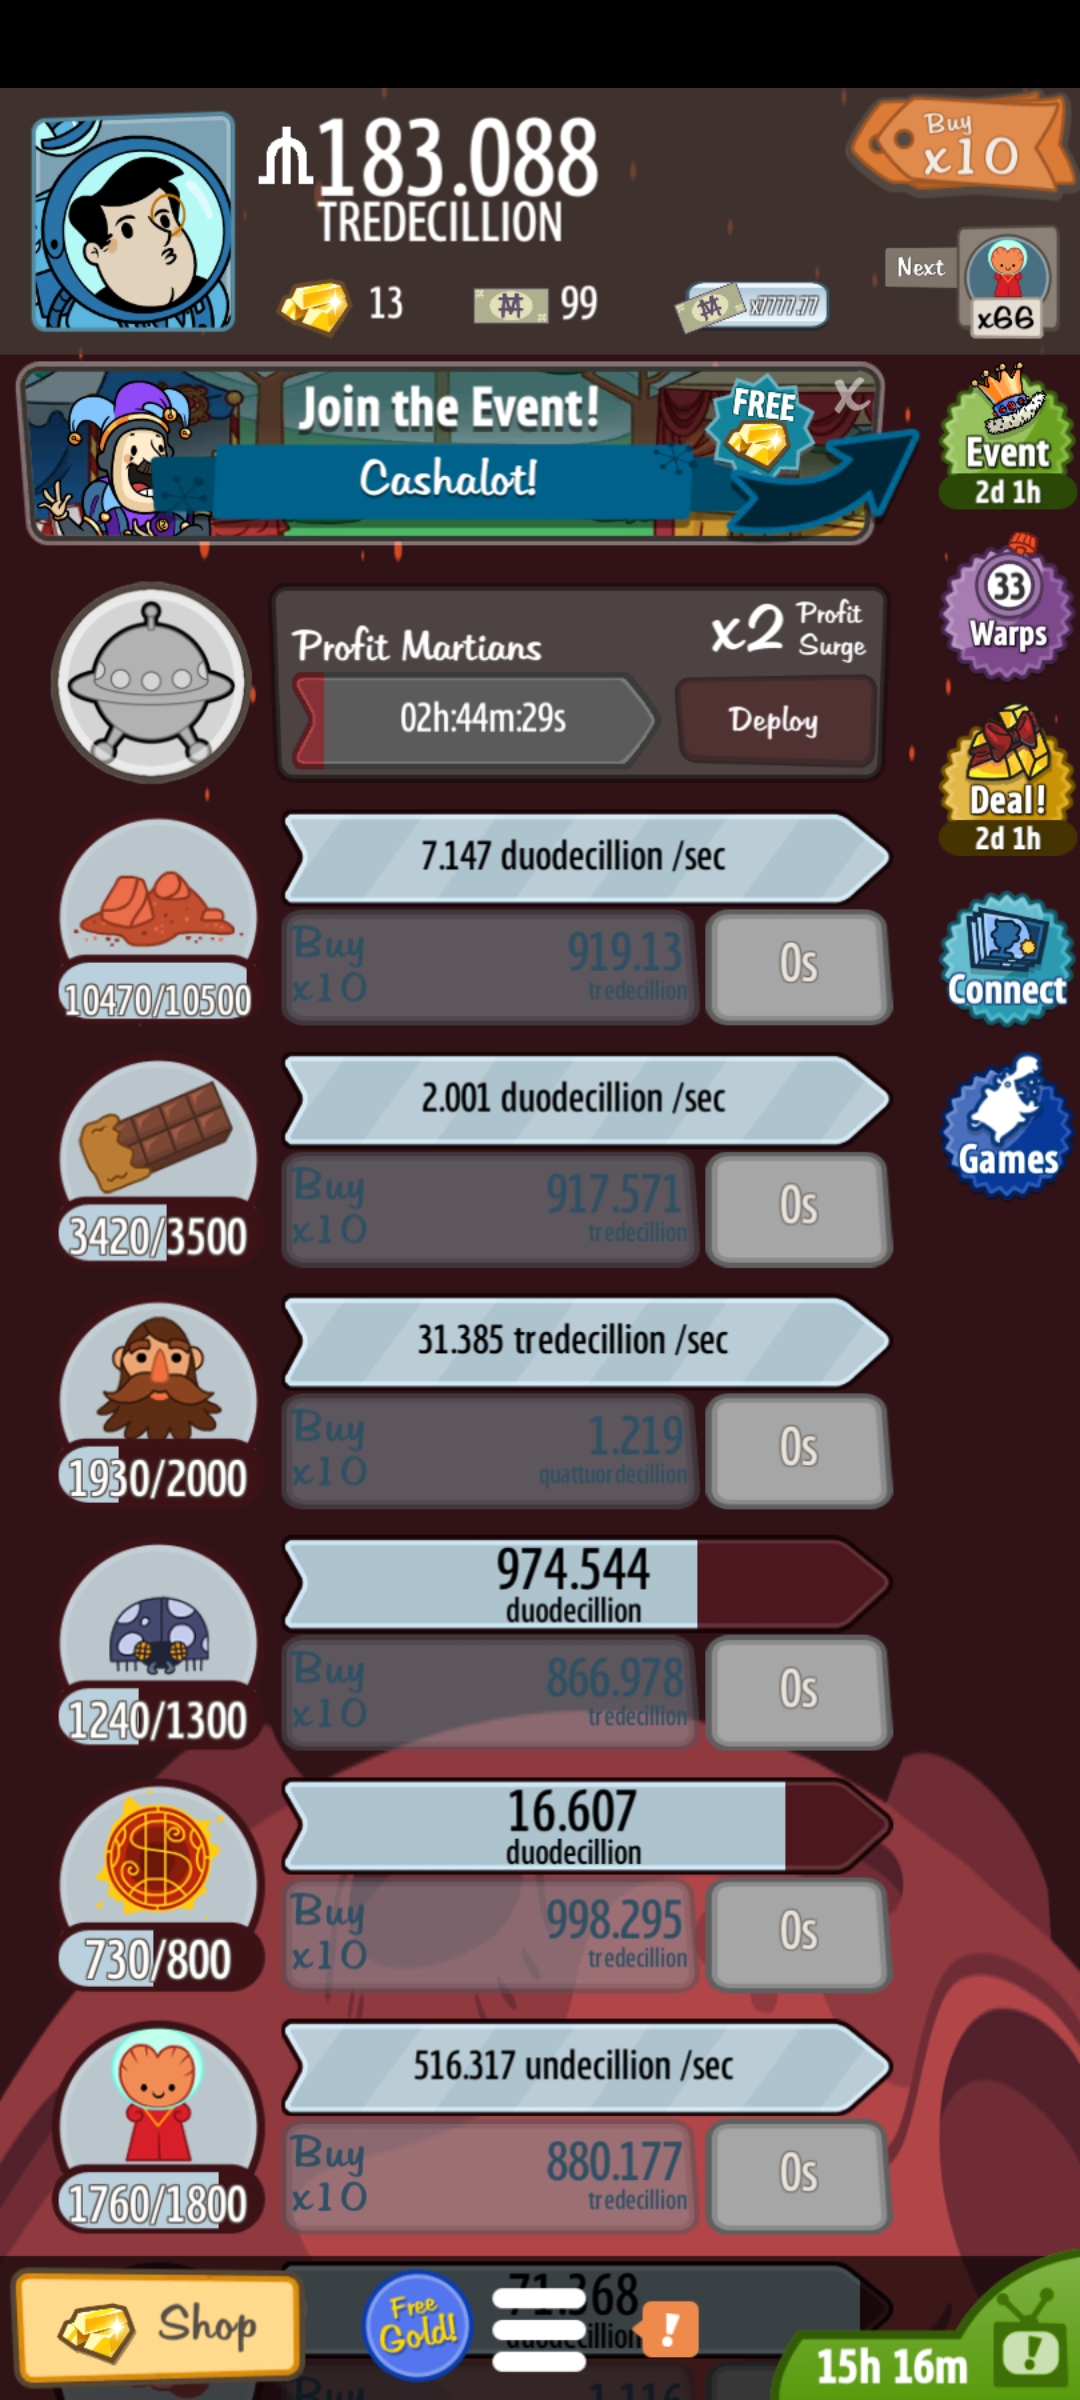 183.088
TREDECILLION
Buy
x10
13
99
x7777.77
Next
x66
Join the Event!
Cashalot!
FREE
X
Event
2d 1h
33
Warps
Profit Martians
x2 Profit
Surge
02h:44m:29s
Deploy
Deal!
2d 1h
7.147 duodecillion /sec
10470/10500
Buy
x10
919.13
tredecillion
0s
Connect
2.001 duodecillion /sec
3420/3500
Buy
x10
917.571
tredecillion
0s
Games
31.385 tredecillion /sec
1930/2000
Buy
x10
1.219
quattuordecillion
0s
974.544
duodecillion
1240/1300
Buy
x10
866.978
tredecillion
0s
16.607
duodecillion
730/800
Buy
x10
998.295
tredecillion
0s
516.317 undecillion /sec
1760/1800
Buy
x10
880.177
tredecillion
0s
Shop
Free
Gold!
!
15h 16m
!
Buy
1.116